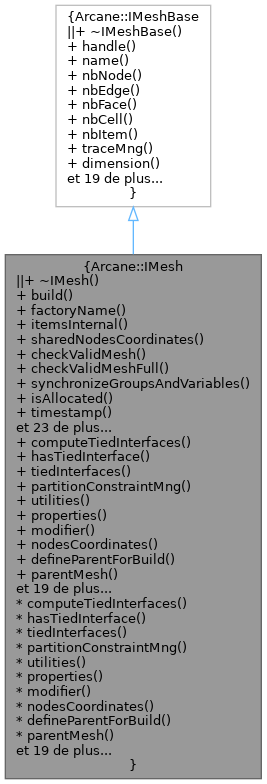 {Arcane::IMeshBase
||+ ~IMeshBase()
+ handle()
+ name()
+ nbNode()
+ nbEdge()
+ nbFace()
+ nbCell()
+ nbItem()
+ traceMng()
+ dimension()
et 19 de plus...
}
{Arcane::IMesh
||+ ~IMesh()
+ build()
+ factoryName()
+ itemsInternal()
+ sharedNodesCoordinates()
+ checkValidMesh()
+ checkValidMeshFull()
+ synchronizeGroupsAndVariables()
+ isAllocated()
+ timestamp()
et 23 de plus...
+ computeTiedInterfaces()
+ hasTiedInterface()
+ tiedInterfaces()
+ partitionConstraintMng()
+ utilities()
+ properties()
+ modifier()
+ nodesCoordinates()
+ defineParentForBuild()
+ parentMesh()
et 19 de plus...
* computeTiedInterfaces()
* hasTiedInterface()
* tiedInterfaces()
* partitionConstraintMng()
* utilities()
* properties()
* modifier()
* nodesCoordinates()
* defineParentForBuild()
* parentMesh()
et 19 de plus...
}